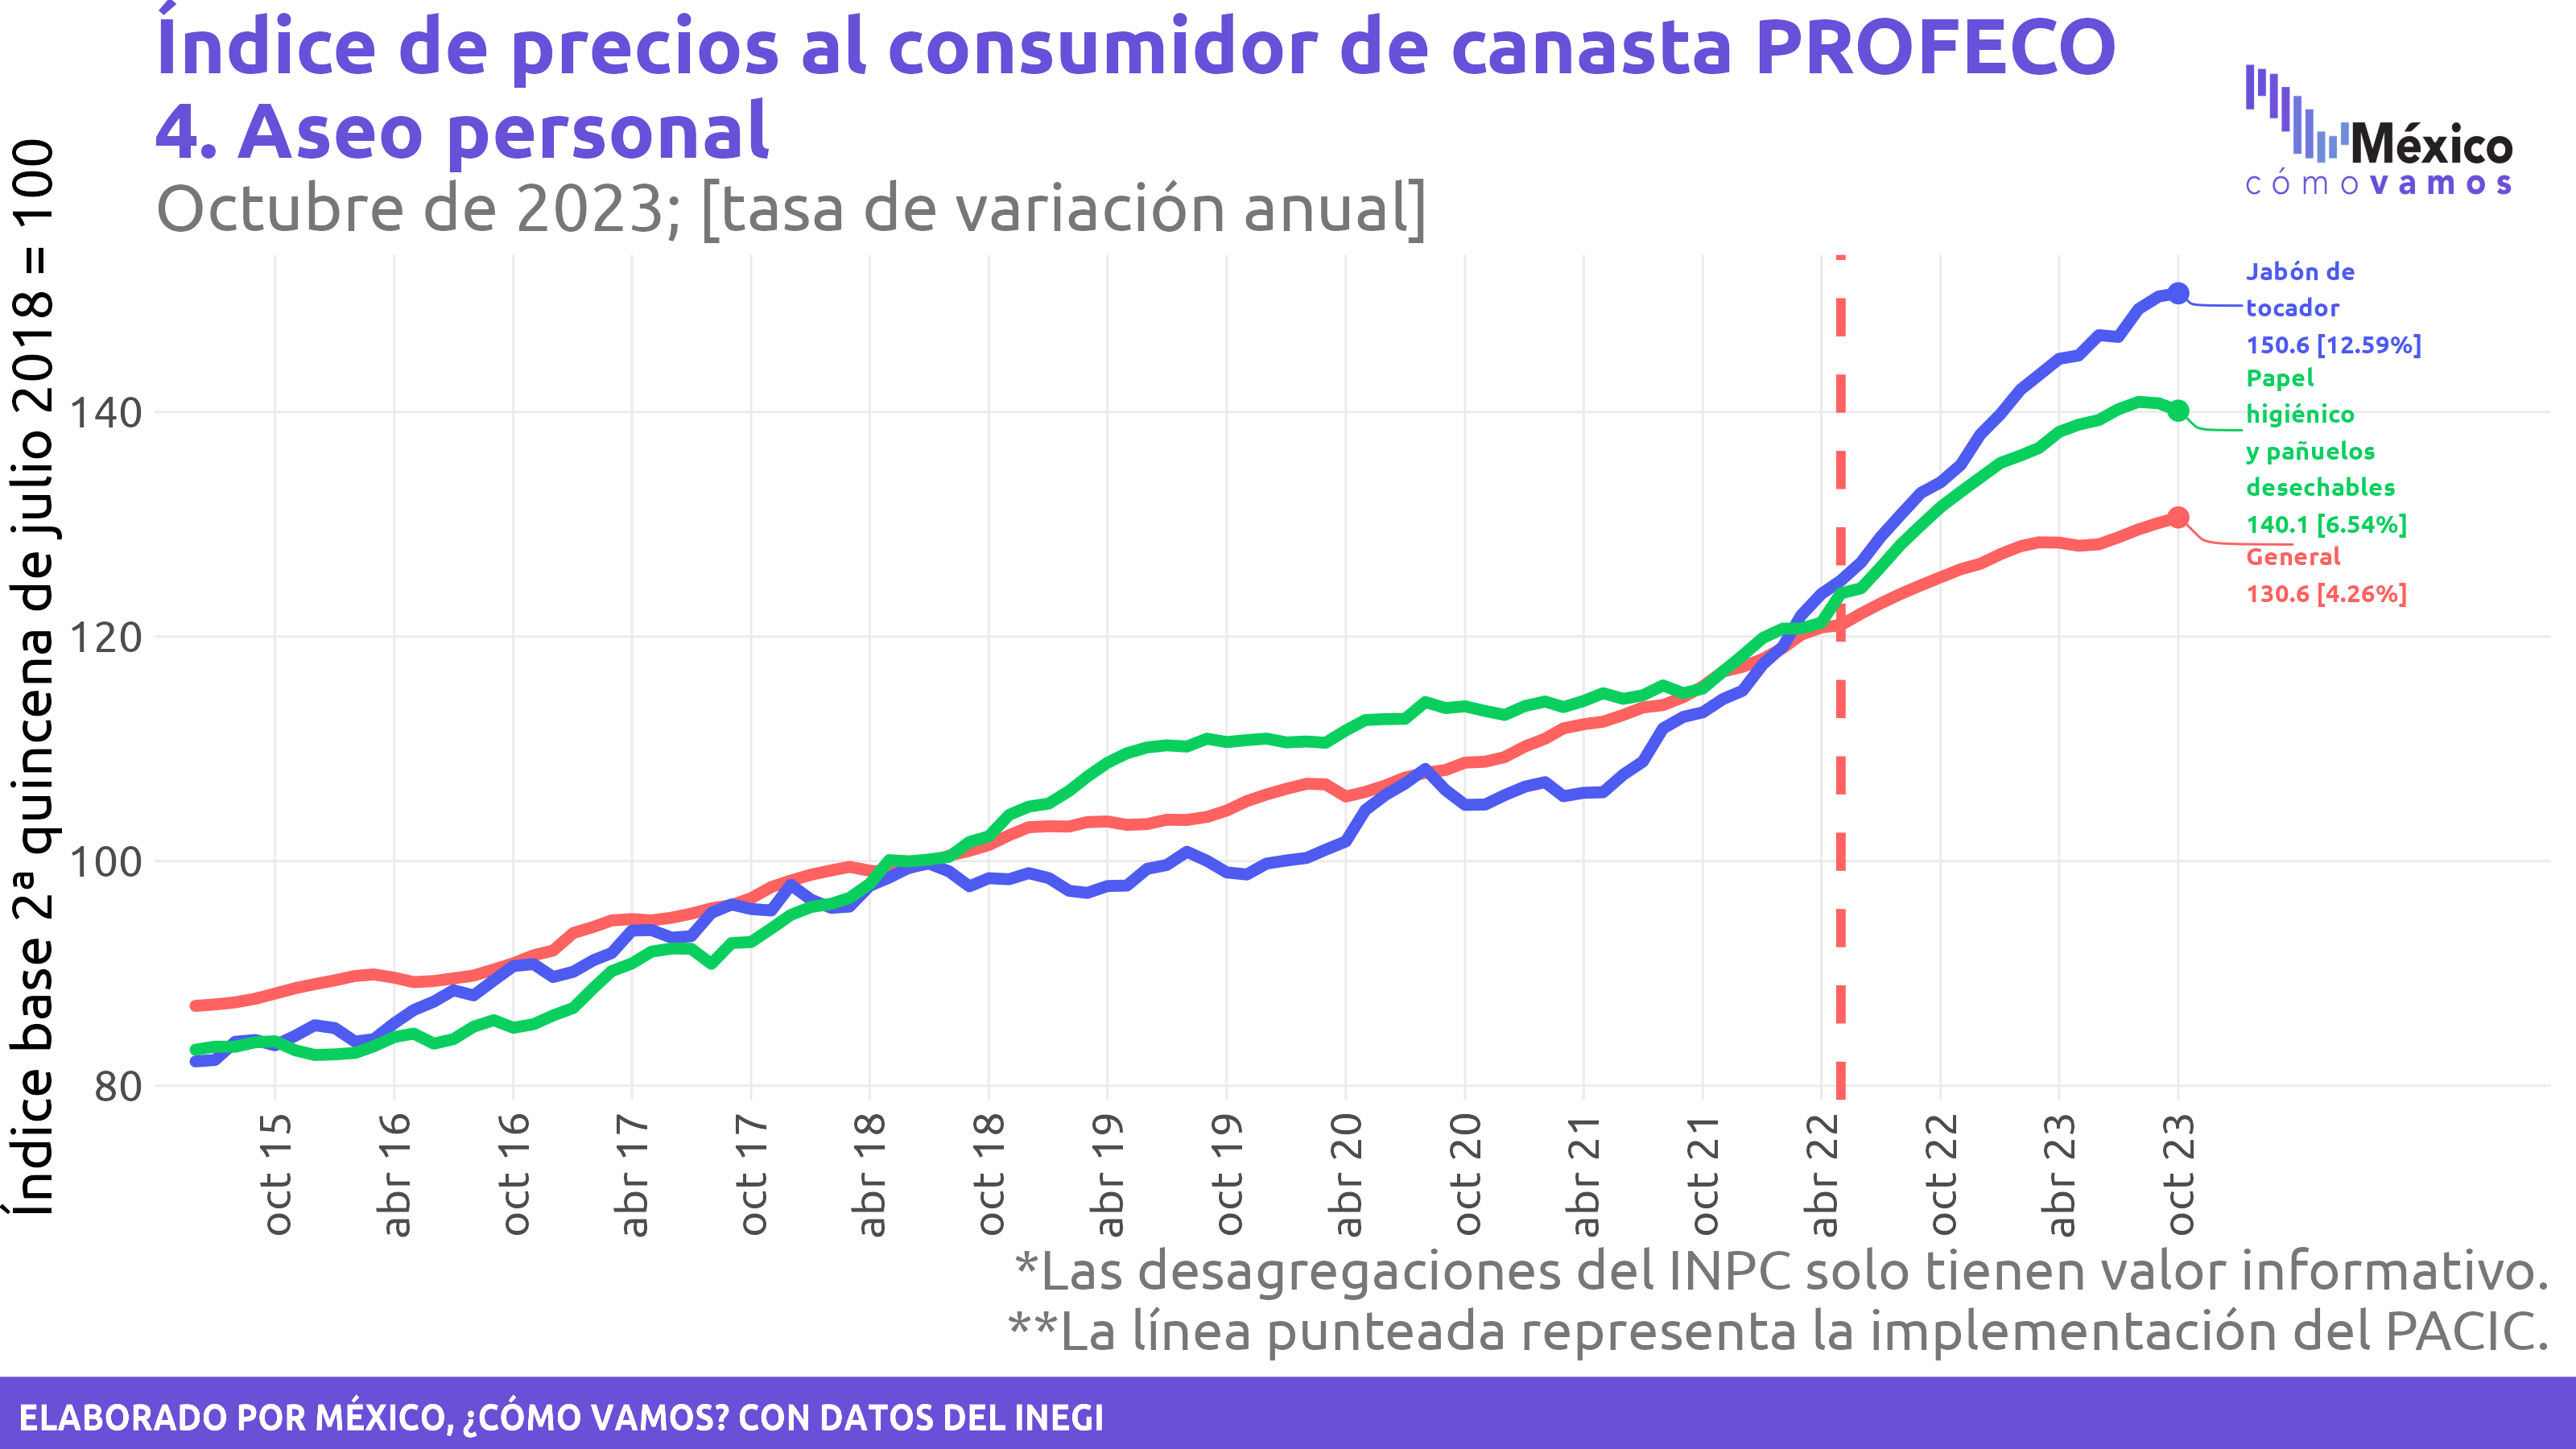 Índice de precios al consumidor de canasta PROFECO
4. Aseo personal
Octubre de 2023; [tasa de variación anual]
México
cómo vamos
Índice base 2ª quincena de julio 2018 = 100
140
120
100
80
Jabón de
tocador
150.6 [12.59%]
Papel
higiénico
y pañuelos
desechables
140.1 [6.54%]
General
130.6 [4.26%]
oct 15
abr 16
oct 16
abr 17
oct 17
abr 18
oct 18
abr 19
oct 19
abr 20
oct 20
abr 21
oct 21
abr 22
oct 22
abr 23
oct 23
*Las desagregaciones del INPC solo tienen valor informativo.
**La línea punteada representa la implementación del PACIC.
ELABORADO POR MÉXICO, ¿CÓMO VAMOS? CON DATOS DEL INEGI